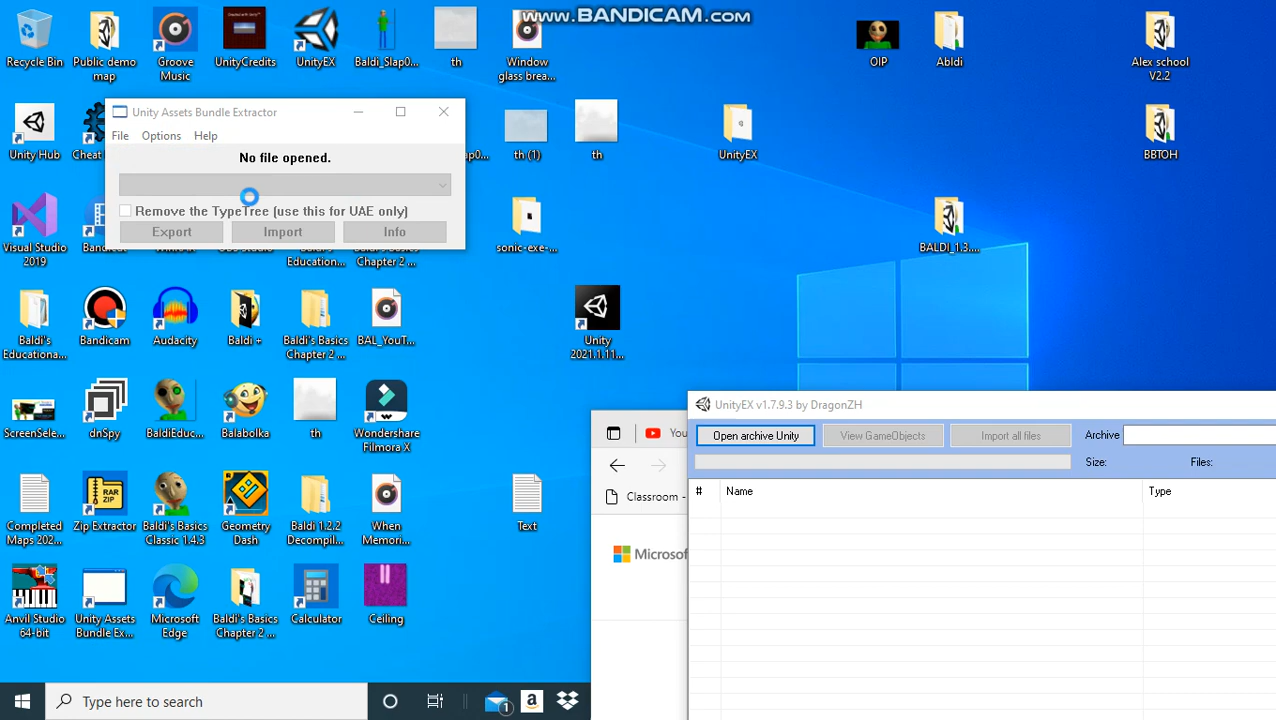 www.BANDICAM.com
Recycle Bin
Public demo
map
Groove
Music
UnityCredits
UnityEX
Baldi_Slap0...
th
Window
glass brea...
OIP
Abldi
Alex school
V2.2
Unity Assets Bundle Extractor
File Options Help
No file opened.
Remove the TypeTree (use this for UAE only)
Export Import Info
Unity Hub
Cheat
th (1)
th
UnityEX
BBTOH
Visual Studio
2019
Educationa...
Baldi's Basics
Chapter 2 ...
sonic-exe-...
BALDI_1.3....
Baldi's
Educationa...
Bandicam
Audacity
Baldi +
Baldi's Basics
Chapter 2 ...
BAL_YouT...
Unity
2021.1.11...
ScreenSele...
dnSpy
BaldiEduc...
Balabolka
th
Wondershare
Filmora X
UnityEX v1.7.9.3 by DragonZH
Open archive Unity
View GameObjects
Import all files
Archive
Size:
Files:
# Name Type
You
Classroom -
Microsof
Completed
Maps 202...
RAR
ZIP
Zip Extractor
Baldi's Basics
Classic 1.4.3
Geometry
Dash
Baldi 1.2.2
Decompil...
When
Memori...
Text
Anvil Studio
64-bit
Unity Assets
Bundle Ex...
Microsoft
Edge
Baldi's Basics
Chapter 2 ...
Calculator
Ceiling
Type here to search
1
a